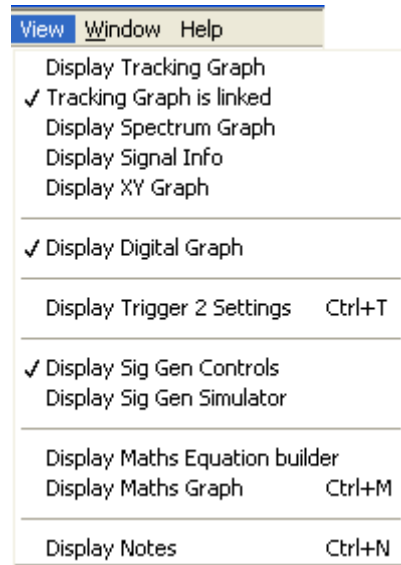 View Window Help
Display Tracking Graph
✓ Tracking Graph is linked
Display Spectrum Graph
Display Signal Info
Display XY Graph
✓ Display Digital Graph
Display Trigger 2 Settings Ctrl+T
✓ Display Sig Gen Controls
Display Sig Gen Simulator
Display Maths Equation builder
Display Maths Graph Ctrl+M
Display Notes Ctrl+N